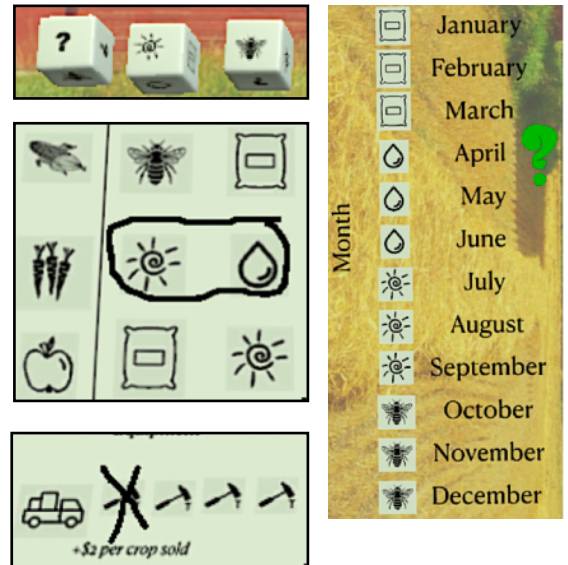 ?
+$2 per crop sold
Month
January
February
March
April
?
May
June
July
August
September
October
November
December